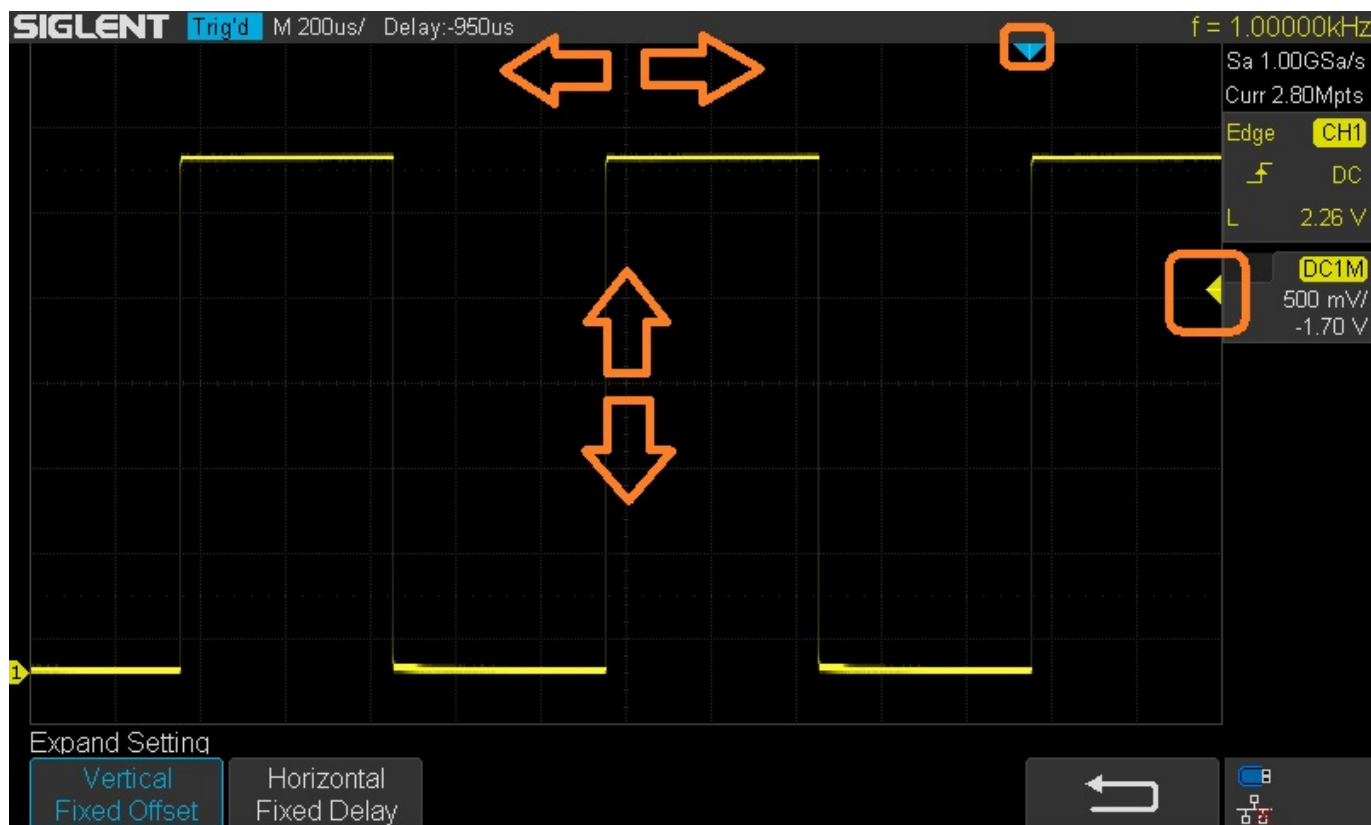 SIGLENT Trig'd M 200us/ Delay:-950us f = 1.00000kHz
Sa 1.00GSa/s
Curr 2.80Mpts
Edge CH1
DC
L 2.26 V
DC1M
500 mV/
-1.70 V
1
Expand Setting
Vertical
Fixed Offset
Horizontal
Fixed Delay